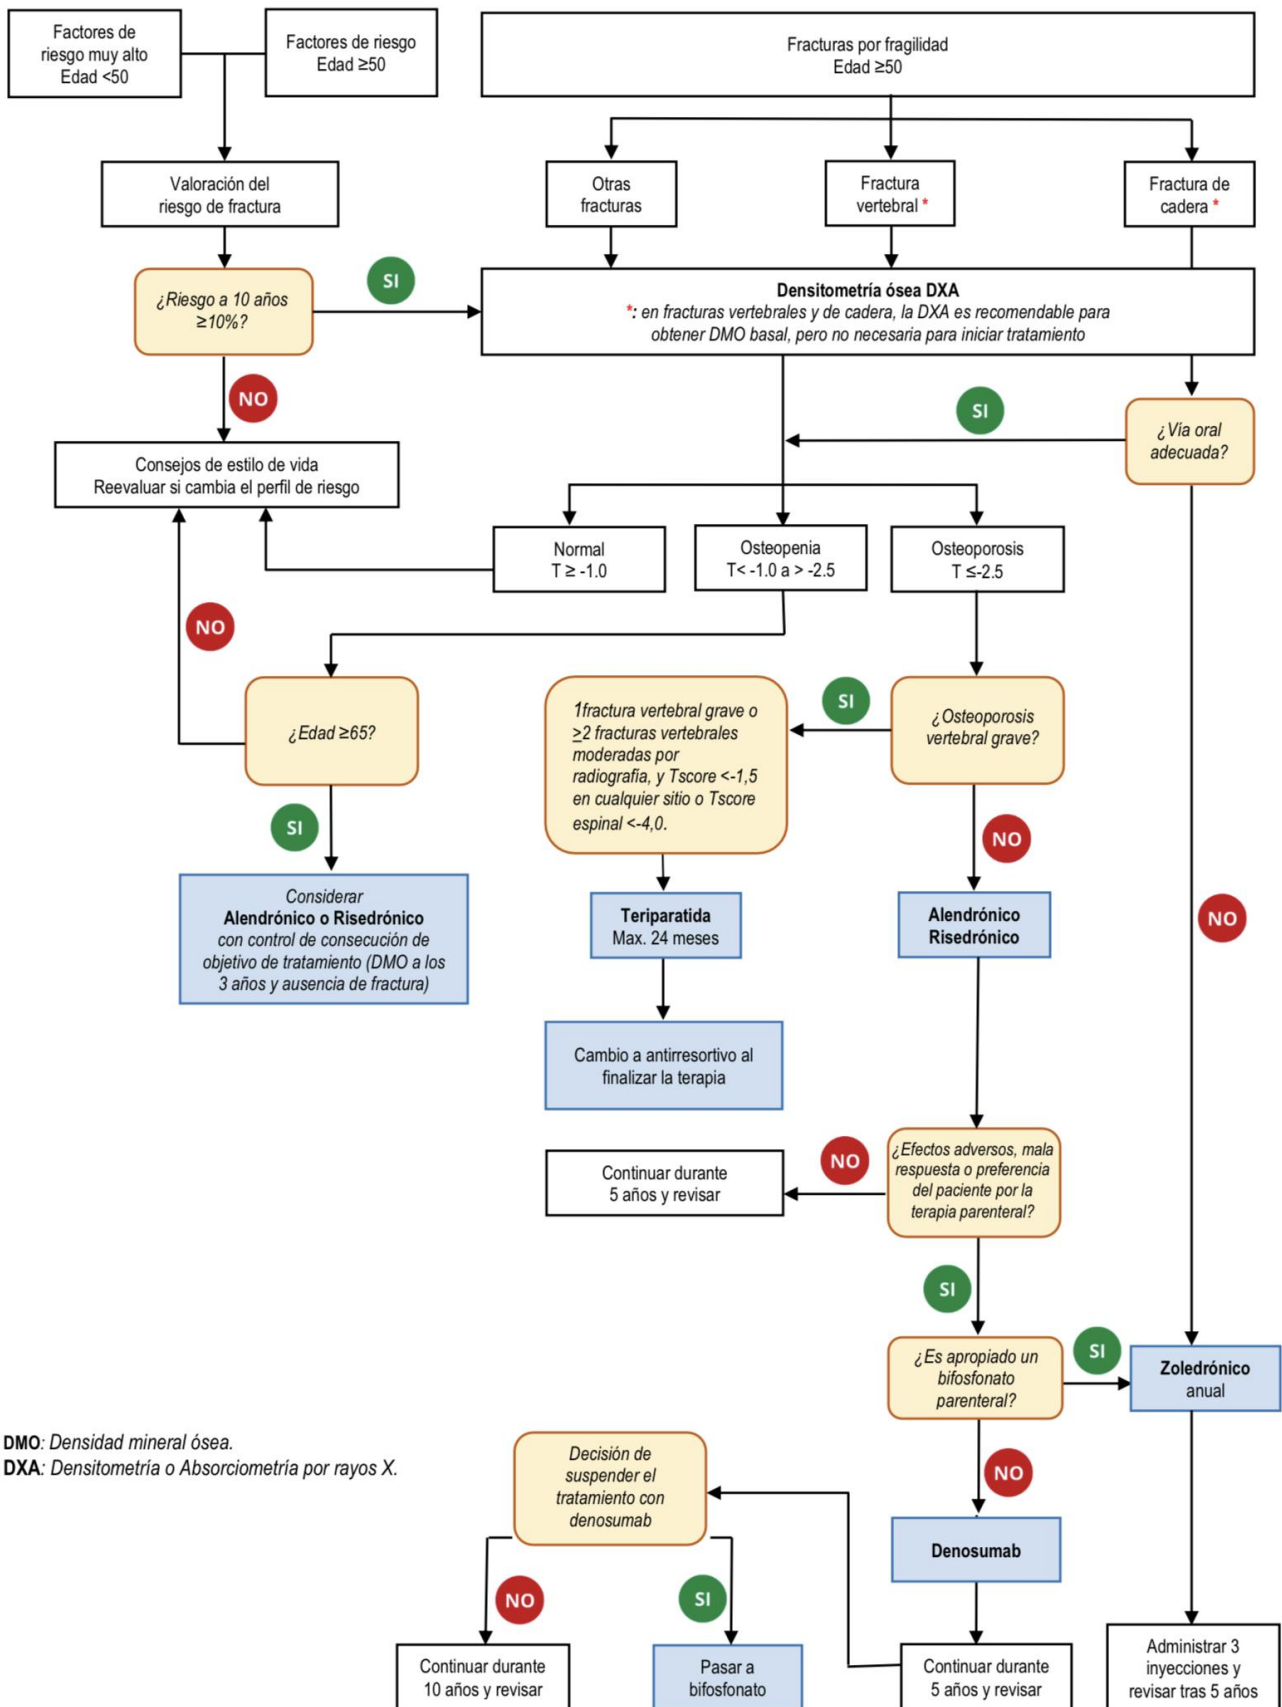 Factores de
riesgo muy alto
Edad <50
Factores de riesgo
Edad ≥50
Fracturas por fragilidad
Edad ≥50
Valoración del
riesgo de fractura
Otras
fracturas
Fractura
vertebral *
Fractura de
cadera *
¿Riesgo a 10 años
≥10%?
SI
Densitometría ósea DXA
*: en fracturas vertebrales y de cadera, la DXA es recomendable para
obtener DMO basal, pero no necesaria para iniciar tratamiento
NO
SI
¿Vía oral
adecuada?
Consejos de estilo de vida
Reevaluar si cambia el perfil de riesgo
Normal
T ≥ -1.0
Osteopenia
T< -1.0 a > -2.5
Osteoporosis
T ≤-2.5
NO
¿Edad ≥65?
1fractura vertebral grave o
≥2 fracturas vertebrales
moderadas por
radiografía, y Tscore <-1,5
en cualquier sitio o Tscore
espinal <-4,0.
SI
¿Osteoporosis
vertebral grave?
SI
NO
Considerar
Alendrónico o Risedrónico
con control de consecución de
objetivo de tratamiento (DMO a los
3 años y ausencia de fractura)
Teriparatida
Max. 24 meses
Alendrónico
Risedrónico
NO
Cambio a antirresortivo al
finalizar la terapia
Continuar durante
5 años y revisar
NO
¿Efectos adversos, mala
respuesta o preferencia
del paciente por la
terapia parenteral?
SI
¿Es apropiado un
bifosfonato
parenteral?
SI
Zoledrónico
anual
DMO: Densidad mineral ósea.
DXA: Densitometría o Absorciometría por rayos X.
Decisión de
suspender el
tratamiento con
denosumab
NO
Denosumab
NO
SI
Continuar durante
10 años y revisar
Pasar a
bifosfonato
Continuar durante
5 años y revisar
Administrar 3
inyecciones y
revisar tras 5 años